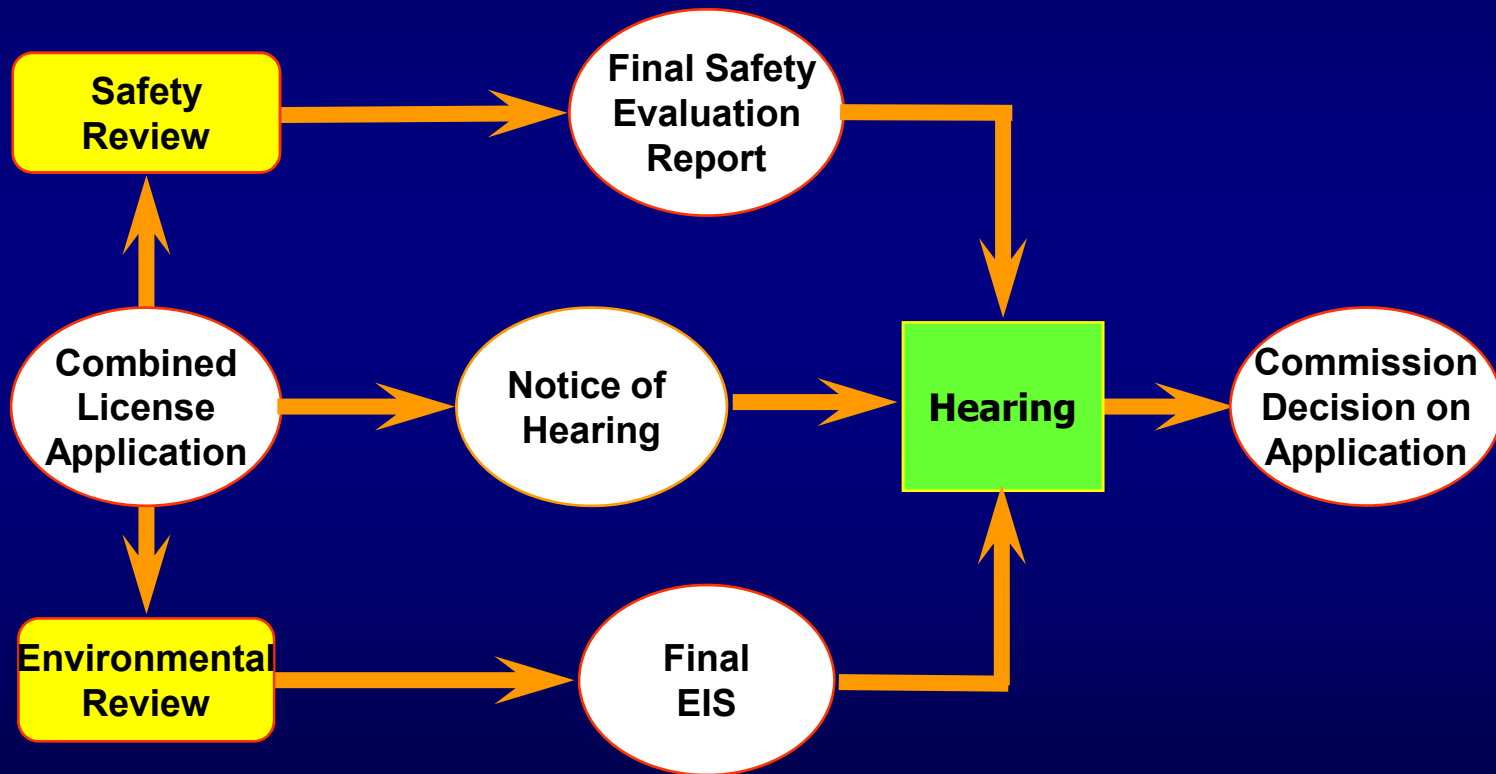 Safety
Review
Final Safety
Evaluation
Report
Combined
License
Application
Notice of
Hearing
Hearing
Commission
Decision on
Application
Environmental
Review
Final
EIS